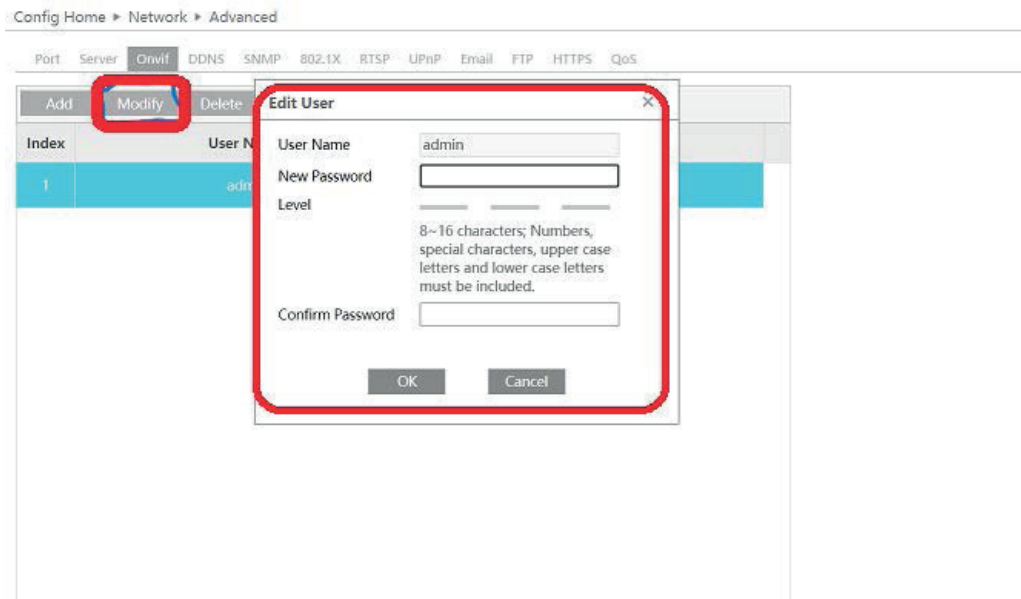 Config Home ▸ Network ▸ Advanced
Port Server Onvif DDNS SNMP 802.1X RTSP UPnP Email FTP HTTPS QoS
Add Modify Delete
Edit User ×
Index User N
User Name admin
New Password
1 adm
Level
8~16 characters; Numbers,
special characters, upper case
letters and lower case letters
must be included.
Confirm Password
OK Cancel